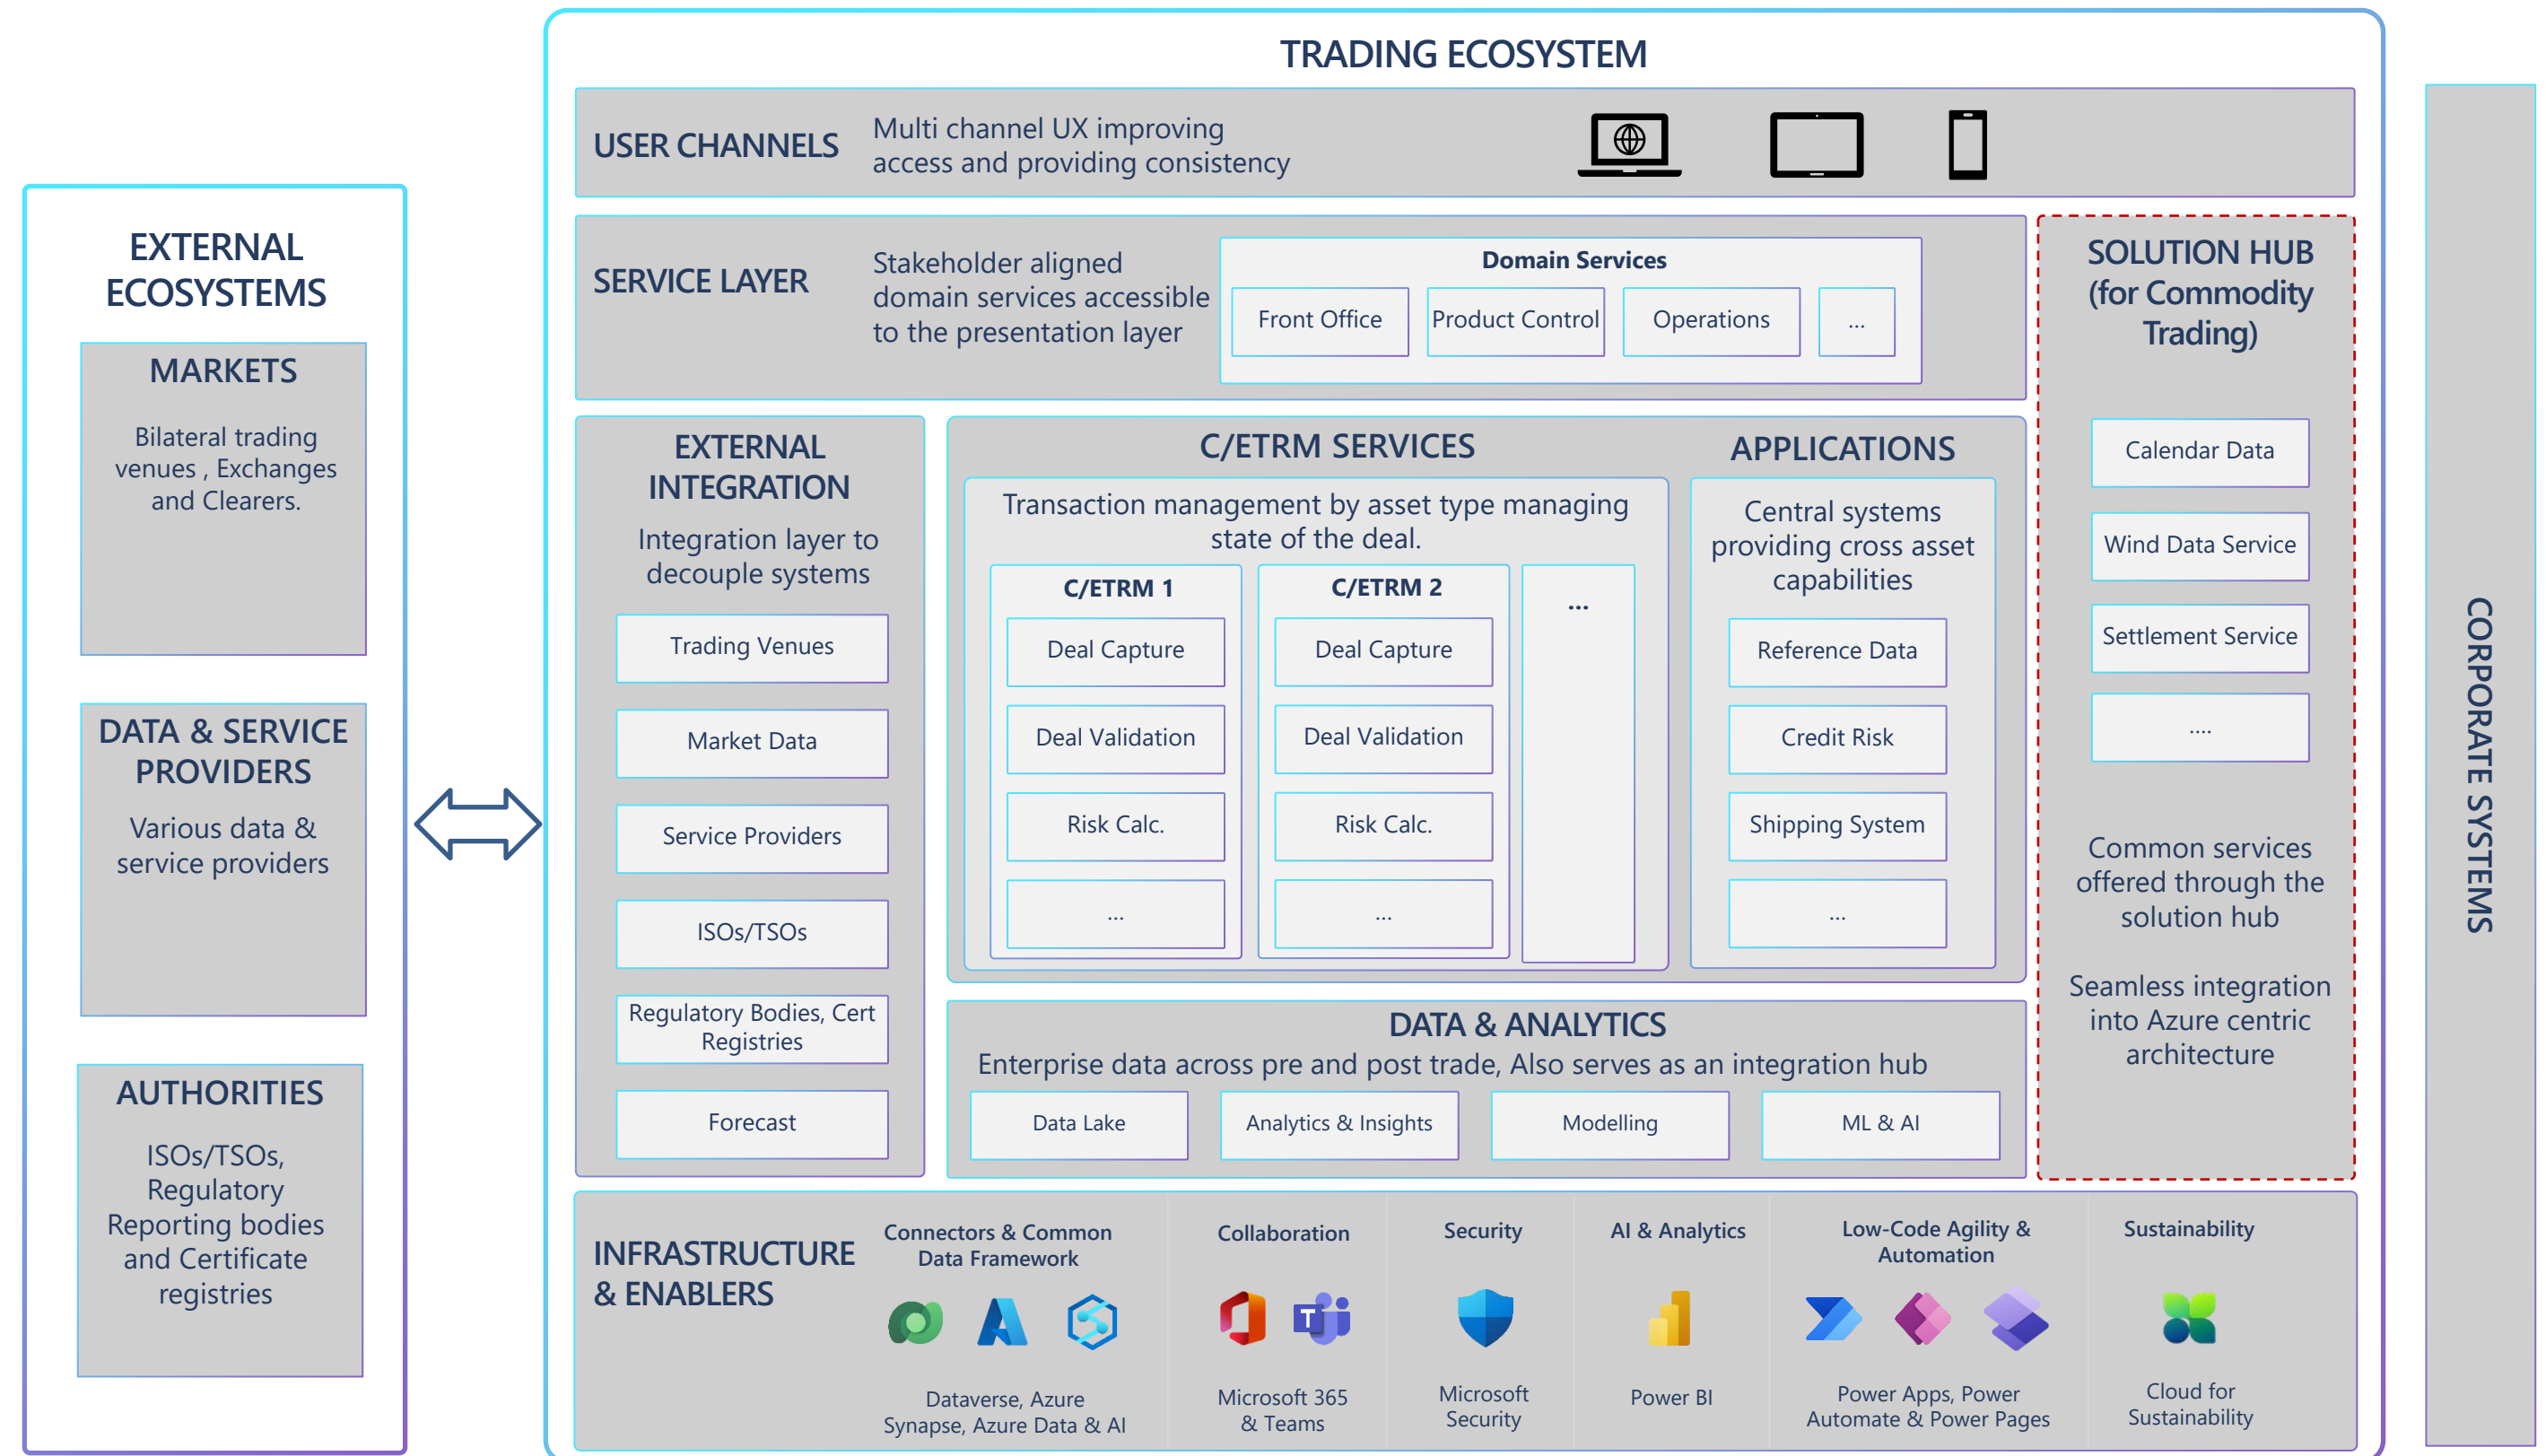 TRADING ECOSYSTEM
USER CHANNELS
Multi channel UX improving
access and providing consistency
EXTERNAL
ECOSYSTEMS
MARKETS
Bilateral trading
venues , Exchanges
and Clearers.
DATA & SERVICE
PROVIDERS
Various data &
service providers
AUTHORITIES
ISOs/TSOs,
Regulatory
Reporting bodies
and Certificate
registries
SERVICE LAYER
Stakeholder aligned
domain services accessible
to the presentation layer
Domain Services
Front Office
Product Control
Operations
...
EXTERNAL
INTEGRATION
Integration layer to
decouple systems
Trading Venues
Market Data
Service Providers
ISOs/TSOs
Regulatory Bodies, Cert
Registries
Forecast
C/ETRM SERVICES
Transaction management by asset type managing
state of the deal.
C/ETRM 1
Deal Capture
Deal Validation
Risk Calc.
...
C/ETRM 2
Deal Capture
Deal Validation
Risk Calc.
...
...
APPLICATIONS
Central systems
providing cross asset
capabilities
Reference Data
Credit Risk
Shipping System
...
DATA & ANALYTICS
Enterprise data across pre and post trade, Also serves as an integration hub
Data Lake
Analytics & Insights
Modelling
ML & AI
SOLUTION HUB
(for Commodity
Trading)
Calendar Data
Wind Data Service
Settlement Service
....
Common services
offered through the
solution hub
Seamless integration
into Azure centric
architecture
INFRASTRUCTURE
& ENABLERS
Connectors & Common
Data Framework
Dataverse, Azure
Synapse, Azure Data & AI
Collaboration
T
Microsoft 365
& Teams
Security
Microsoft
Security
AI & Analytics
Power BI
Low-Code Agility &
Automation
Power Apps, Power
Automate & Power Pages
Sustainability
Cloud for
Sustainability
CORPORATE SYSTEMS